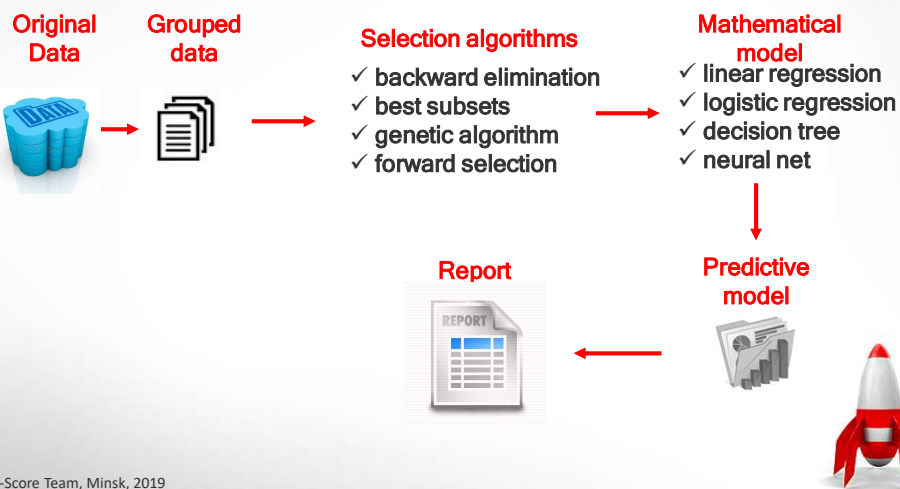 Original
Data
Grouped
data
Selection algorithms
✓ backward elimination
✓ best subsets
✓ genetic algorithm
✓ forward selection
Mathematical
model
✓ linear regression
✓ logistic regression
✓ decision tree
✓ neural net
DATA
Report
REPORT
Predictive
model
-Score Team, Minsk, 2019